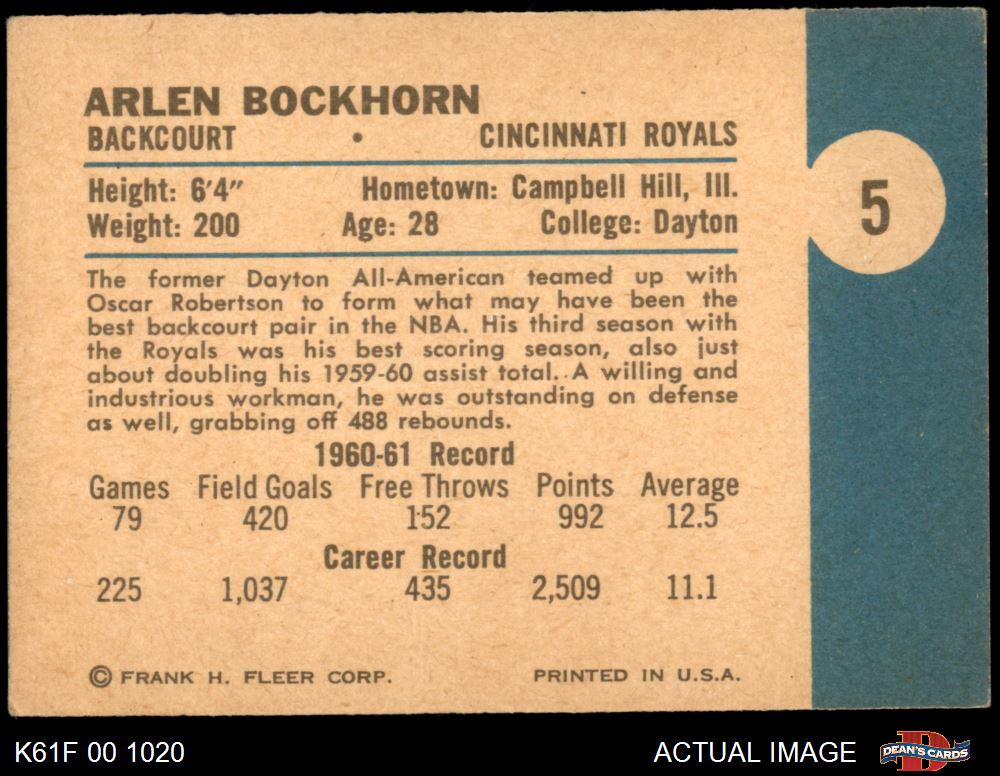 ARLEN BOCKHORN
BACKCOURT • CINCINNATI ROYALS
Height: 6'4" Hometown: Campbell Hill, Ill.
Weight: 200 Age: 28 College: Dayton
5
The former Dayton All-American teamed up with
Oscar Robertson to form what may have been the
best backcourt pair in the NBA. His third season with
the Royals was his best scoring season, also just
about doubling his 1959-60 assist total. A willing and
industrious workman, he was outstanding on defense
as well, grabbing off 488 rebounds.
1960-61 Record
Games Field Goals Free Throws Points Average
79 420 152 992 12.5
Career Record
225 1,037 435 2,509 11.1
© FRANK H. FLEER CORP. PRINTED IN U.S.A.
K61F 00 1020 ACTUAL IMAGE D DEAN'S CARDS